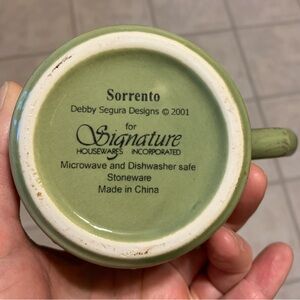 Sorrento
Debby Segura Designs © 2001
for
Signature
HOUSEWARES INCORPORATED
Microwave and Dishwasher safe
Stoneware
Made in China